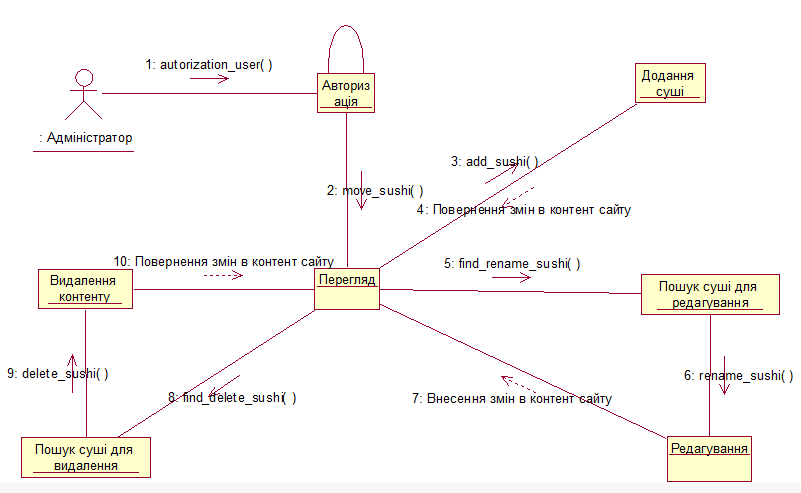 1: autorization_user( )
Авториз
ація
Додання
суші
: Адміністратор
3: add_sushi( )
2: move_sushi( )
4: Повернення змін в контент сайту
10: Повернення змін в контент сайту
5: find_rename_sushi( )
Видалення
контенту
Перегляд
Пошук суші для
редагування
9: delete_sushi( )
6: rename_sushi( )
8: find_delete_sushi( )
7: Внесення змін в контент сайту
Пошук суші для
видалення
Редагування